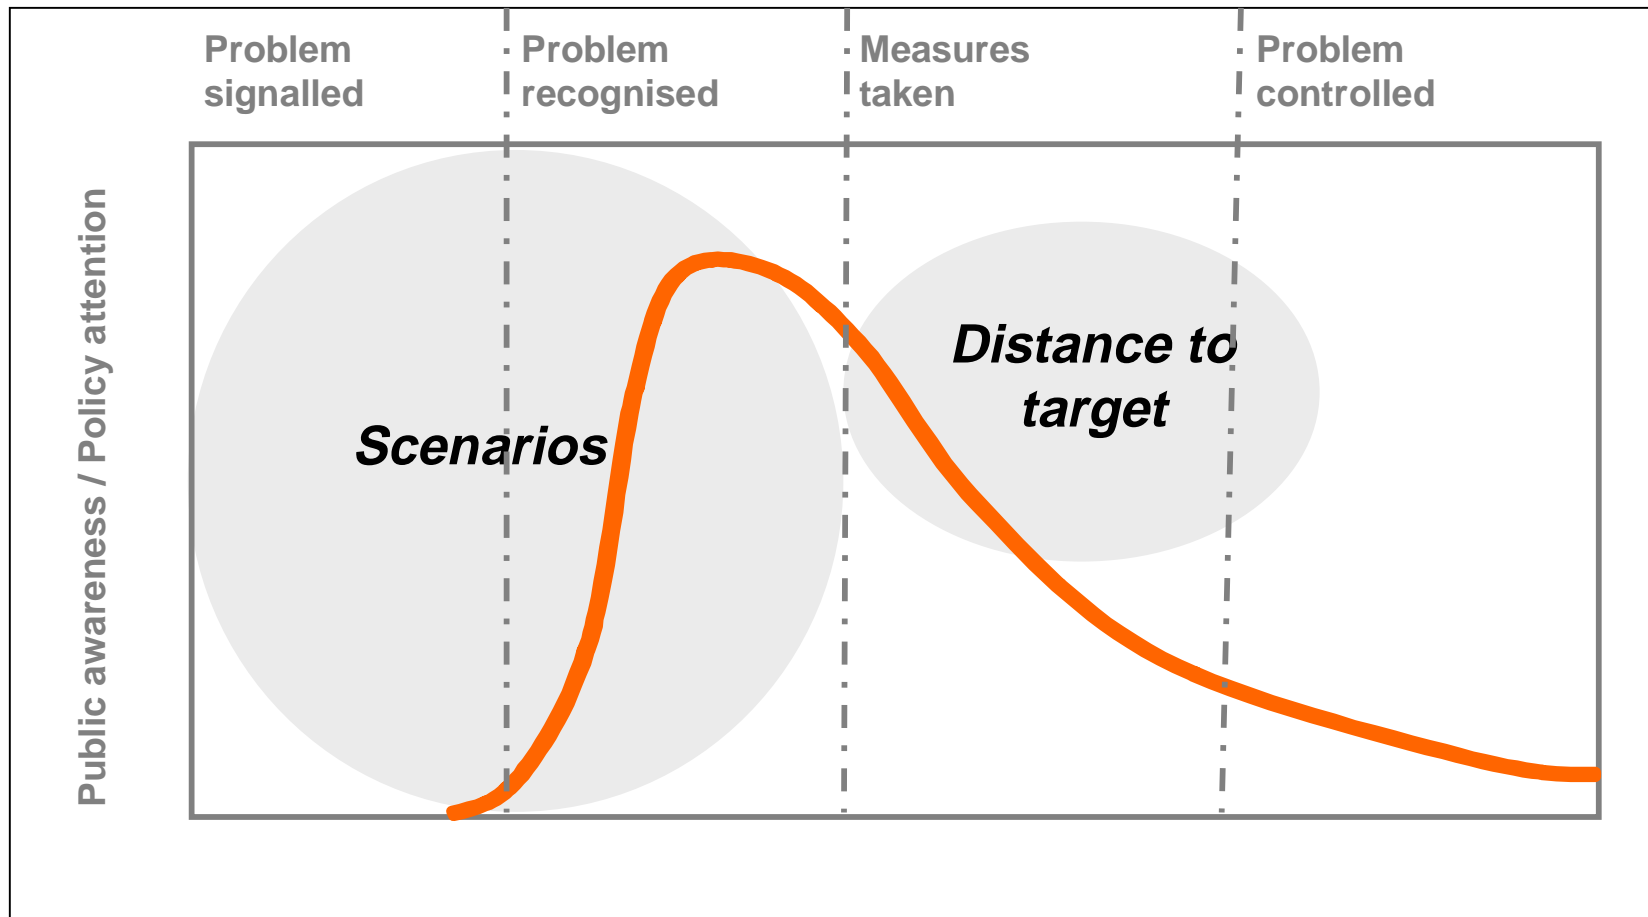 Problem
signalled
Problem
recognised
Measures
taken
Problem
controlled
Public awareness / Policy attention
Scenarios
Distance to
target